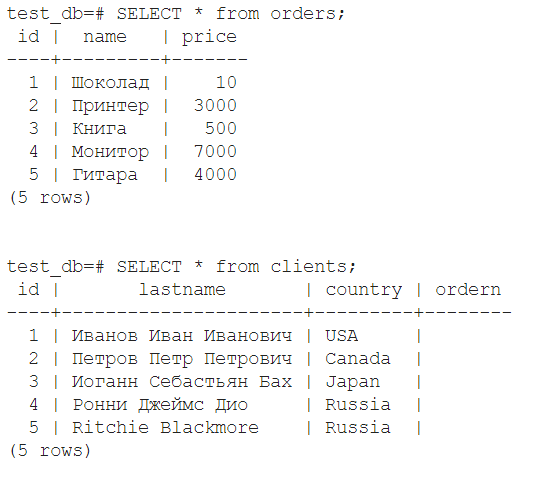 test_db=# SELECT * from orders;
 id |  name   | price
----+---------+-------
  1 | Шоколад |    10
  2 | Принтер |  3000
  3 | Книга   |   500
  4 | Монитор |  7000
  5 | Гитара  |  4000
(5 rows)

test_db=# SELECT * from clients;
 id |       lastname       | country | ordern
----+----------------------+---------+--------
  1 | Иванов Иван Иванович | USA     |
  2 | Петров Петр Петрович | Canada  |
  3 | Иоганн Себастьян Бах | Japan   |
  4 | Ронни Джеймс Дио     | Russia  |
  5 | Ritchie Blackmore    | Russia  |
(5 rows)